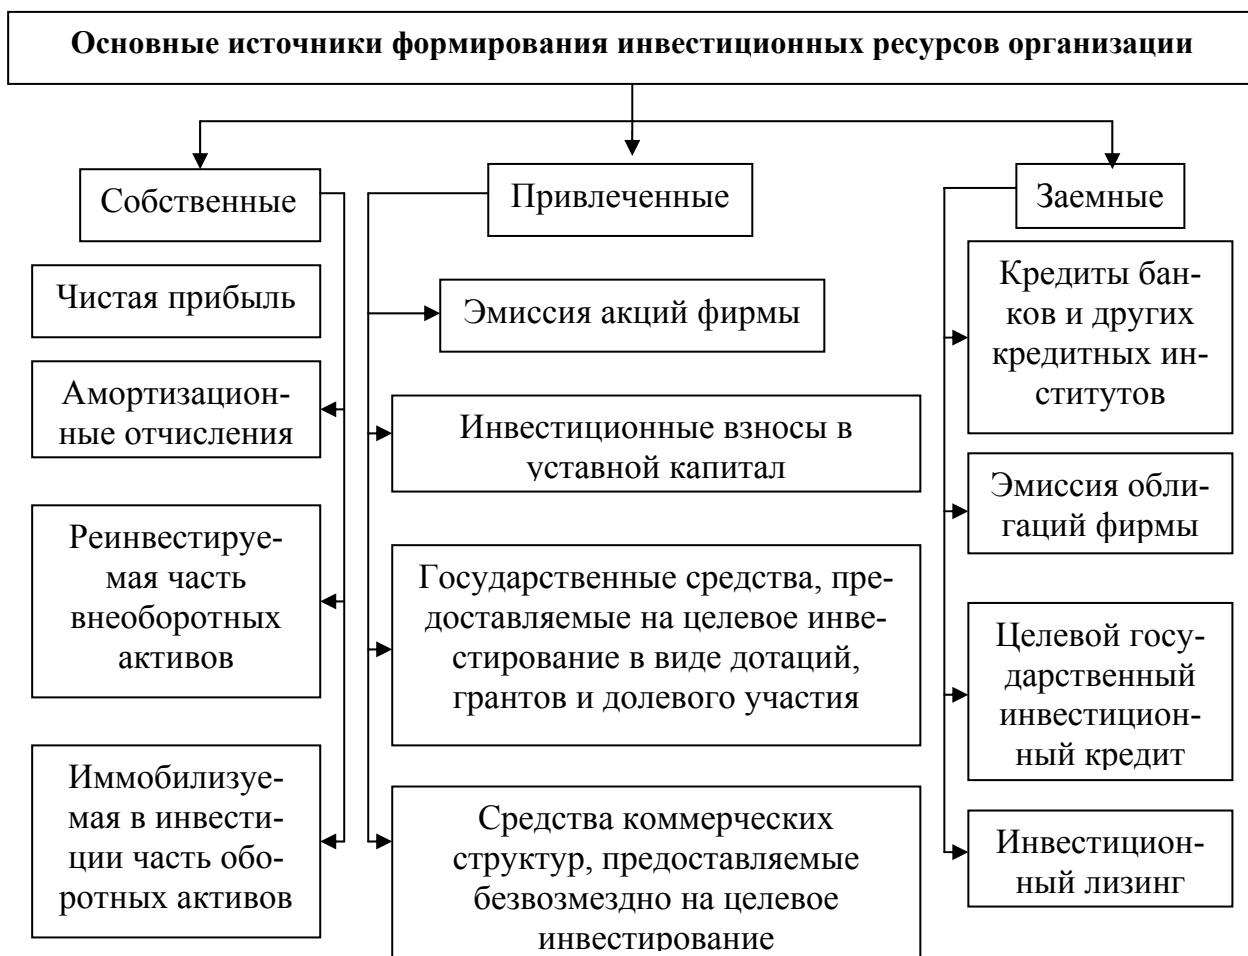 Основные источники формирования инвестиционных ресурсов организации
Собственные
Чистая прибыль
Амортизацион-
ные отчисления
Реинвестируе-
мая часть
внеоборотных
активов
Иммобилизуе-
мая в инвести-
ции часть обо-
ротных активов
Привлеченные
Эмиссия акций фирмы
Инвестиционные взносы в
уставной капитал
Государственные средства, пре-
доставляемые на целевое инве-
стирование в виде дотаций,
грантов и долевого участия
Средства коммерческих
структур, предоставляемые
безвозмездно на целевое
инвестирование
Заемные
Кредиты бан-
ков и других
кредитных ин-
ститутов
Эмиссия обли-
гаций фирмы
Целевой госу-
дарственный
инвестицион-
ный кредит
Инвестицион-
ный лизинг